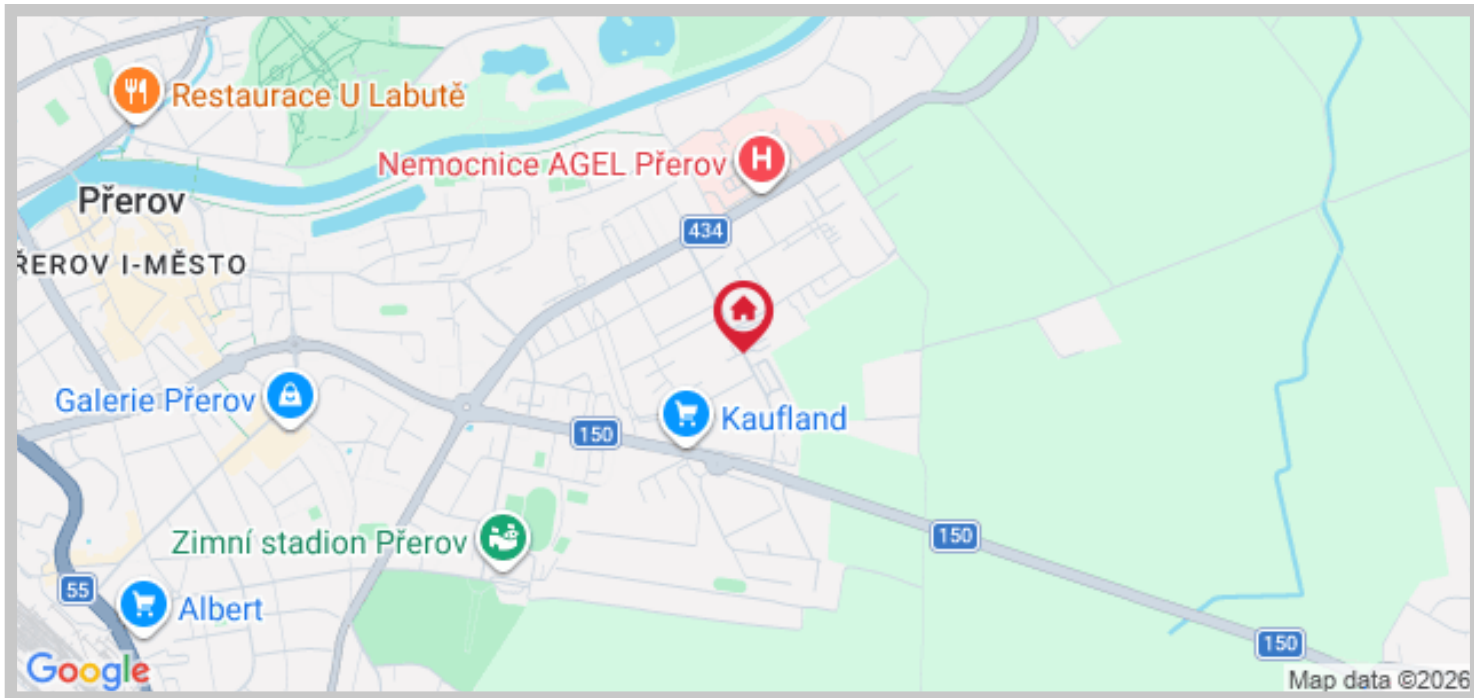 Restaurace U Labutě
Nemocnice AGEL Přerov
H
Přerov
434
ŘEROV I-MĚSTO
Galerie Přerov
Kaufland
150
Zimní stadion Přerov
150
55
Albert
150
Google
Map data ©2026